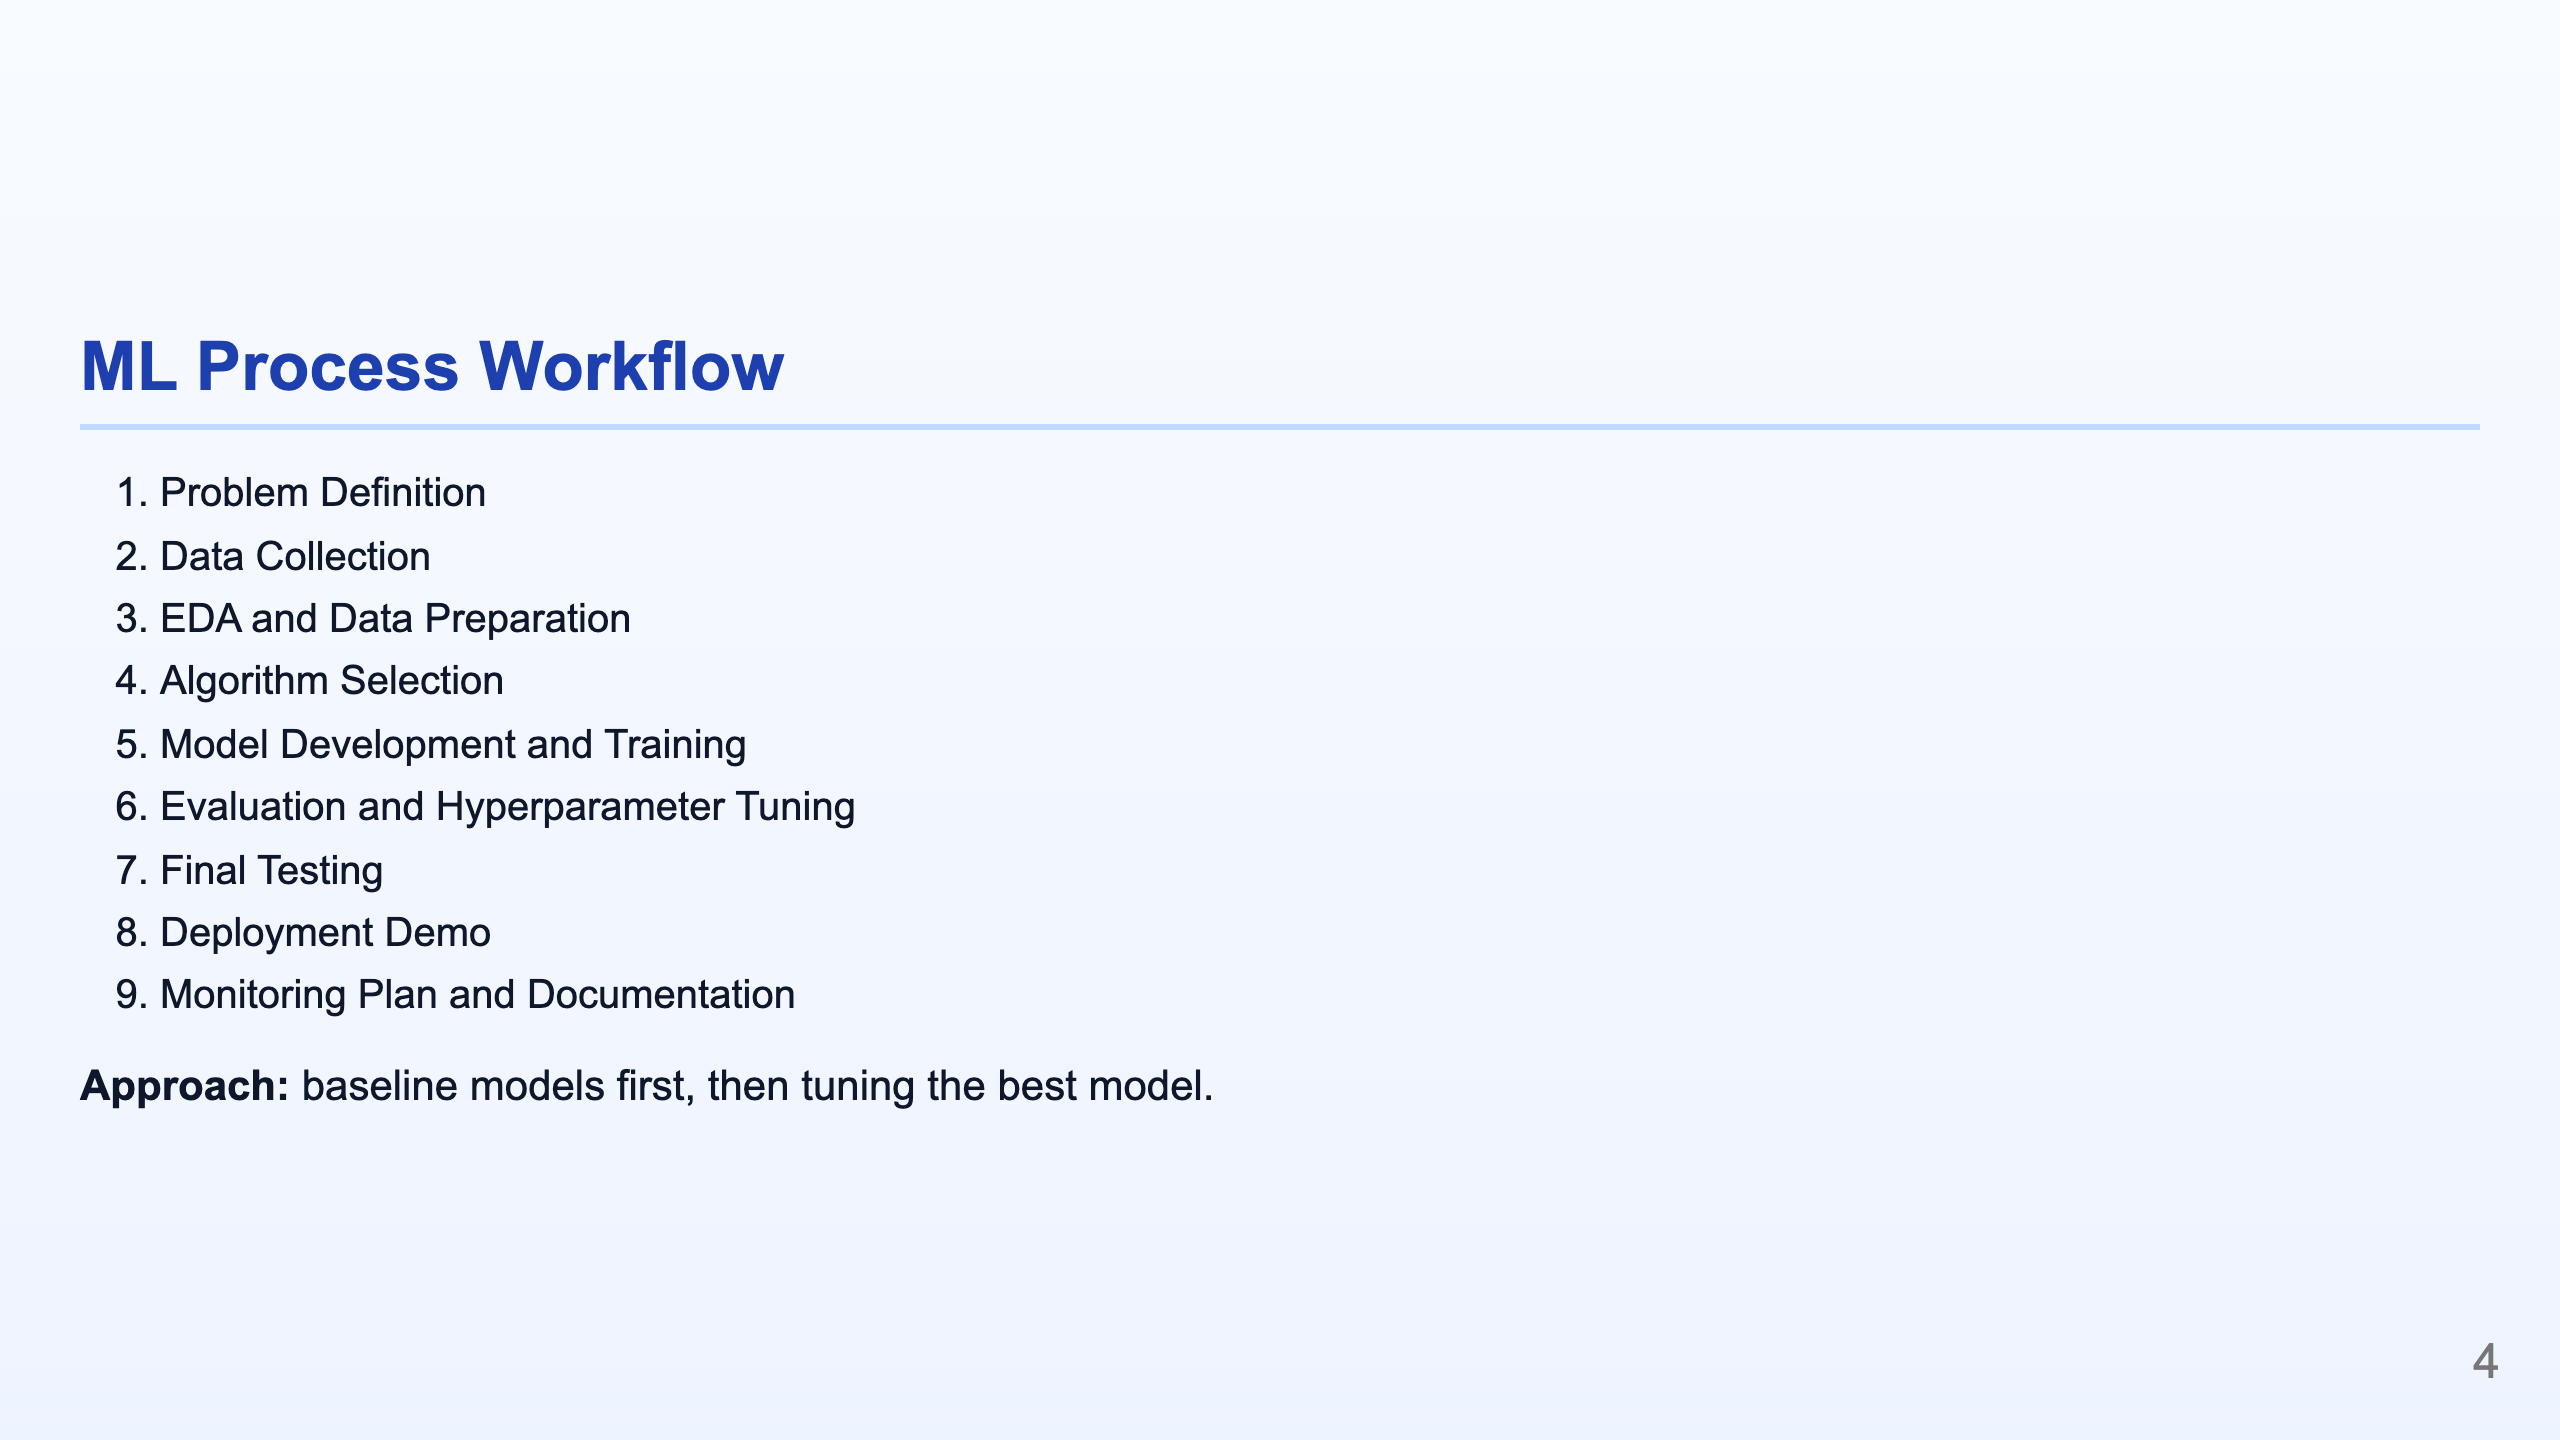 ML Process Workflow
1. Problem Definition
2. Data Collection
3. EDA and Data Preparation
4. Algorithm Selection
5. Model Development and Training
6. Evaluation and Hyperparameter Tuning
7. Final Testing
8. Deployment Demo
9. Monitoring Plan and Documentation
Approach: baseline models first, then tuning the best model.
4